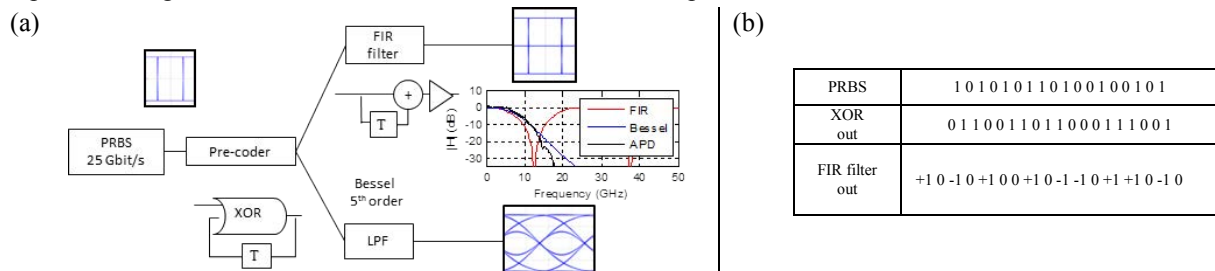 (a)
FIR
filter
+
T
PRBS
25 Gbit/s
Pre-coder
XOR
T
Bessel
5th order
LPF
|H| (dB)
10
0
-10
-20
-30
FIR
Bessel
APD
0 10 20 30 40 50
Frequency (GHz)
(b)
PRBS 1 0 1 0 1 0 1 1 0 1 0 0 1 0 0 1 0 1
XOR out 0 1 1 0 0 1 1 0 1 1 0 0 0 1 1 1 0 0 1
FIR filter out +1 0 -1 0 +1 0 0 +1 0 -1 -1 0 +1 +1 0 -1 0